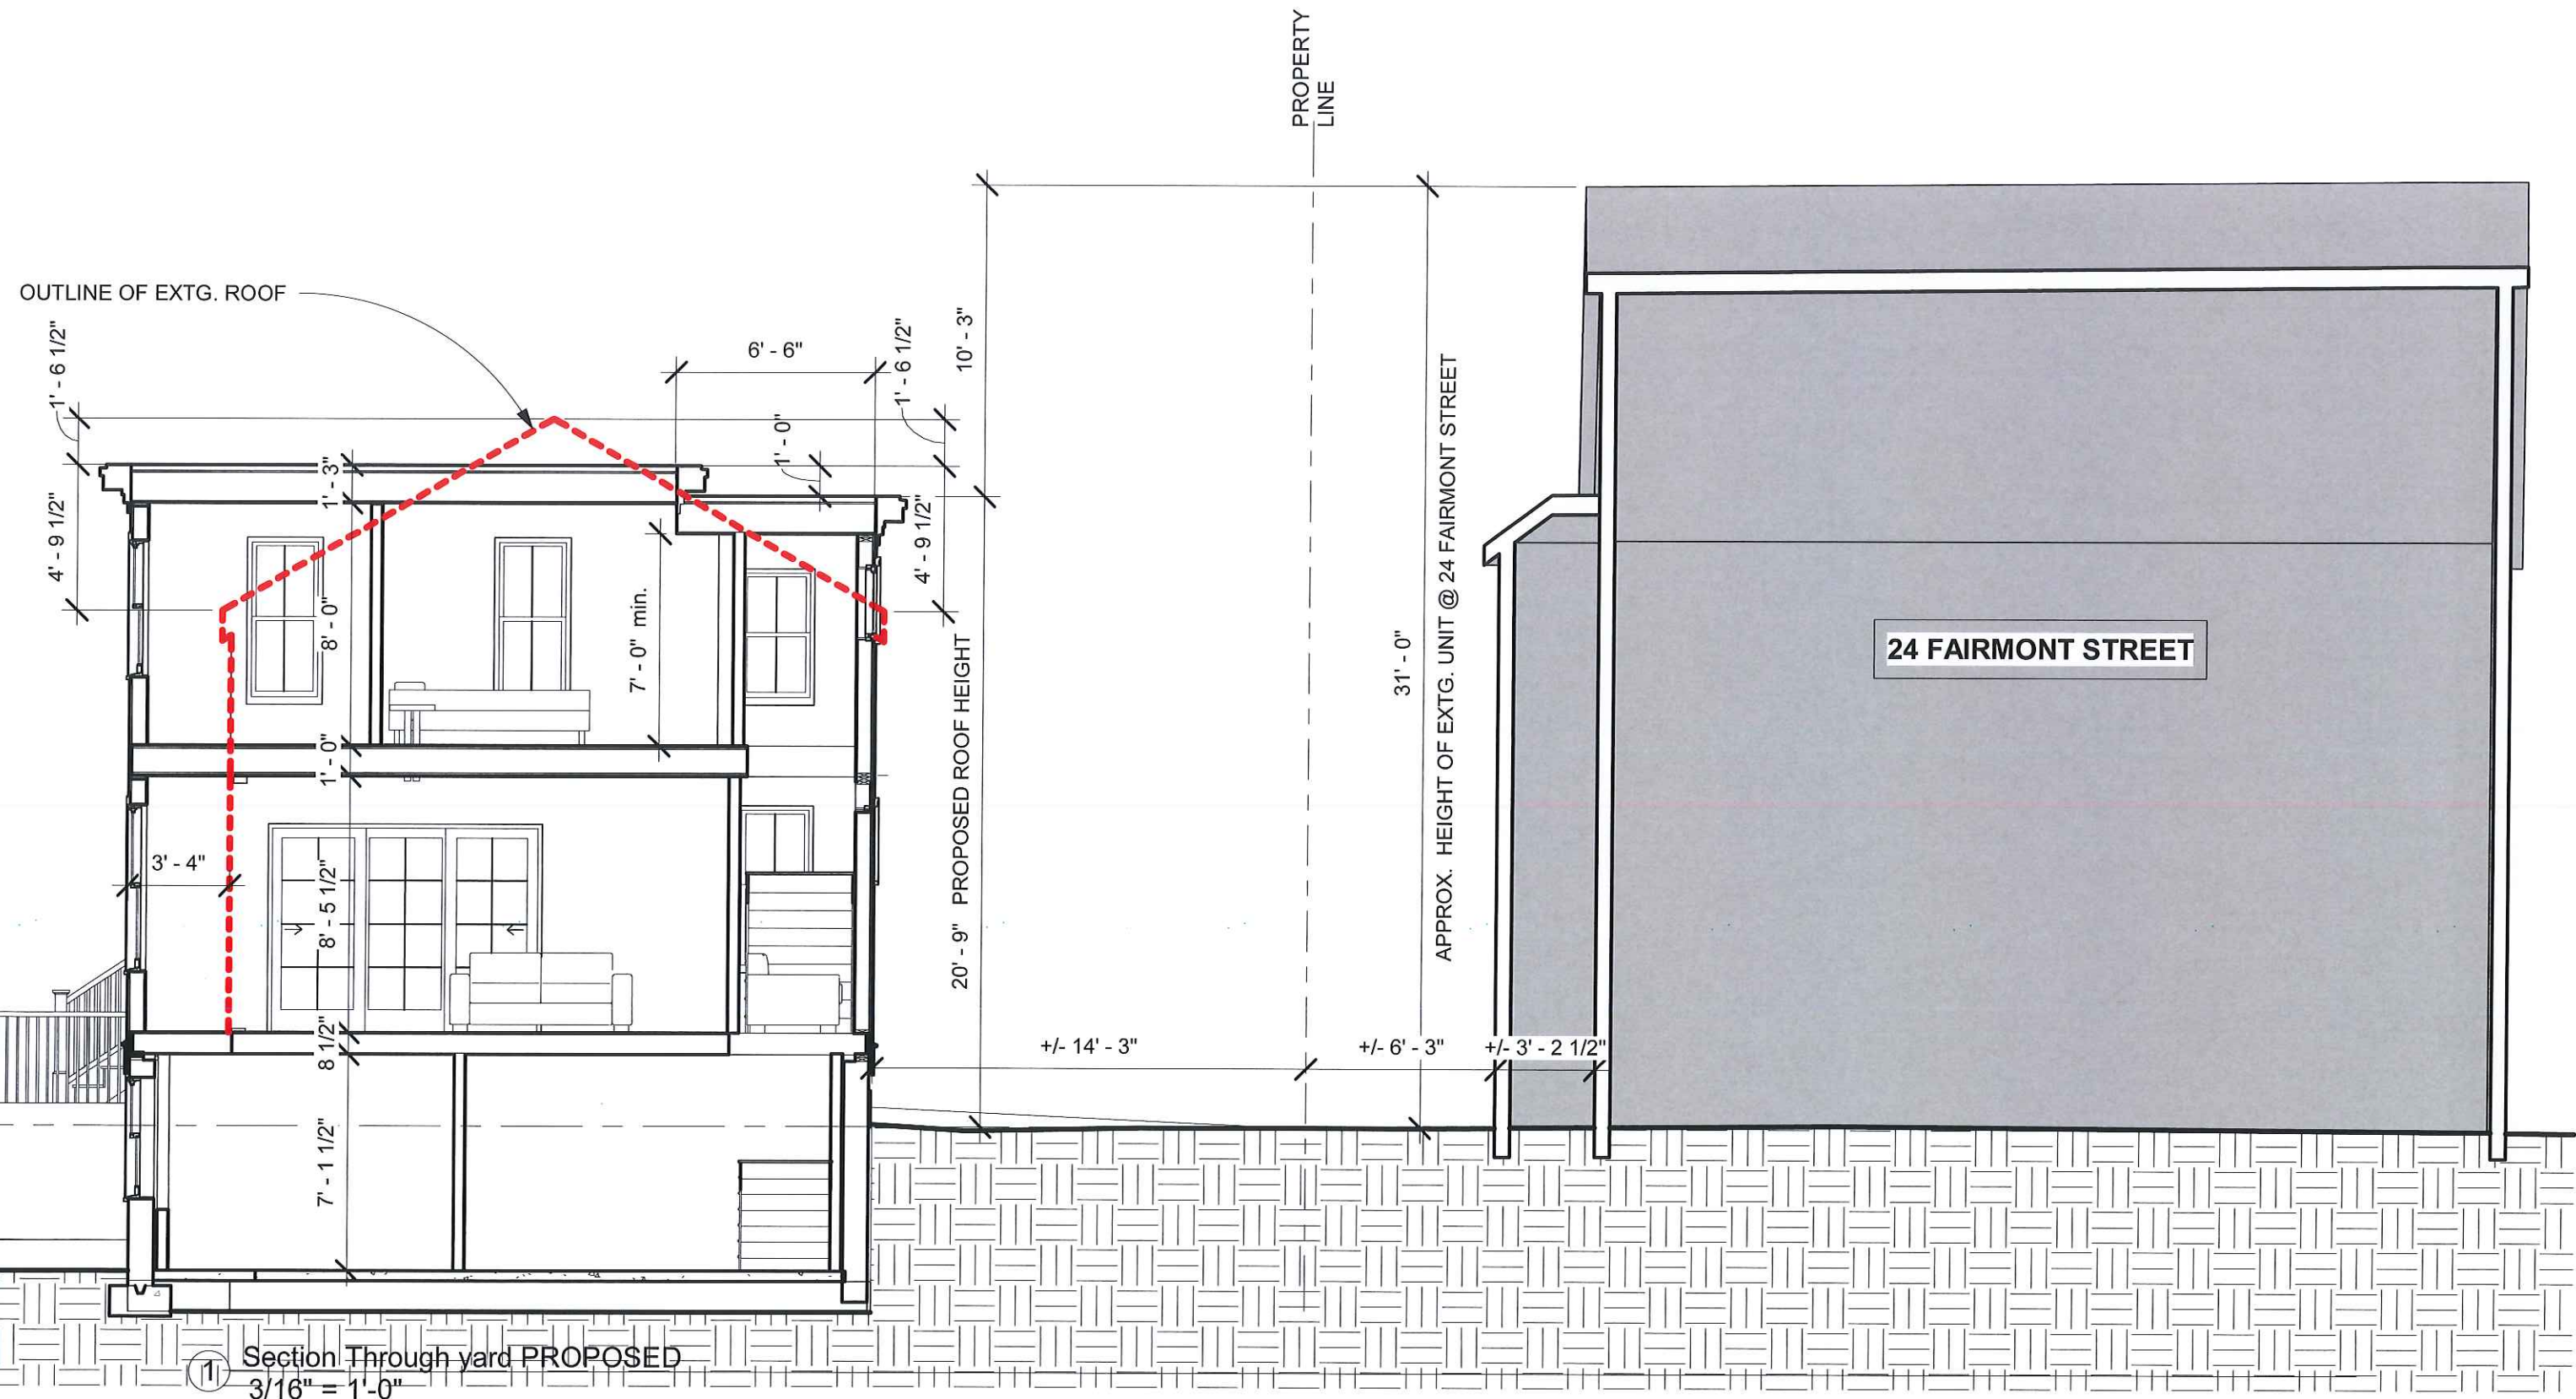 PROPERTY
LINE
OUTLINE OF EXTG. ROOF
1' - 6 1/2"
4' - 9 1/2"
1' - 3"
8' - 0"
1' - 0"
8' - 5 1/2"
8 1/2"
7' - 1 1/2"
3' - 4"
6' - 6"
1' - 0"
7' - 0" min.
1' - 6 1/2"
4' - 9 1/2"
10' - 3"
20' - 9" PROPOSED ROOF HEIGHT
31' - 0"
APPROX. HEIGHT OF EXTG. UNIT @ 24 FAIRMONT STREET
24 FAIRMONT STREET
+/- 14' - 3"
+/- 6' - 3"
+/- 3' - 2 1/2"
1
Section Through yard PROPOSED
3/16" = 1'-0"